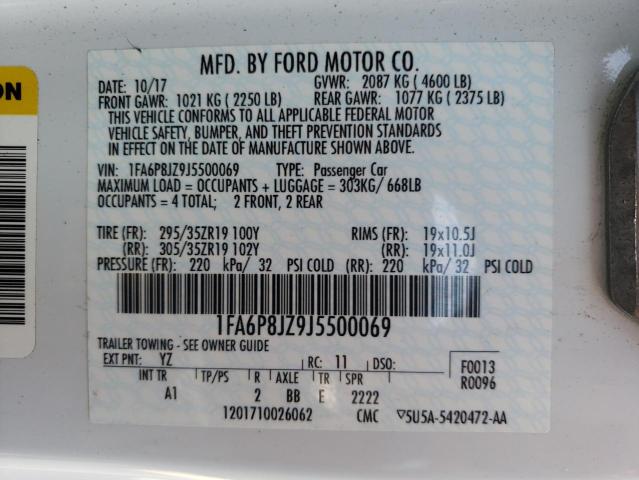 ON
MFD. BY FORD MOTOR CO.
DATE: 10/17 GVWR: 2087 KG ( 4600 LB)
FRONT GAWR: 1021 KG ( 2250 LB) REAR GAWR: 1077 KG ( 2375 LB)
THIS VEHICLE CONFORMS TO ALL APPLICABLE FEDERAL MOTOR
VEHICLE SAFETY, BUMPER, AND THEFT PREVENTION STANDARDS
IN EFFECT ON THE DATE OF MANUFACTURE SHOWN ABOVE.
VIN: 1FA6P8JZ9J5500069 TYPE: Passenger Car
MAXIMUM LOAD = OCCUPANTS + LUGGAGE = 303KG/ 668LB
OCCUPANTS = 4 TOTAL; 2 FRONT, 2 REAR
TIRE (FR): 295/35ZR19 100Y RIMS (FR): 19x10.5J
(RR): 305/35ZR19 102Y (RR): 19x11.0J
PRESSURE (FR): 220 kPa/ 32 PSI COLD (RR): 220 kPa/ 32 PSI COLD
1FA6P8JZ9J5500069
TRAILER TOWING - SEE OWNER GUIDE
EXT PNT: YZ RC: 11 DSO: F0013
R0096
INT TR TP/PS R AXLE TR SPR
A1 2 BB E 2222
1201710026062 CMC 5U5A-5420472-AA